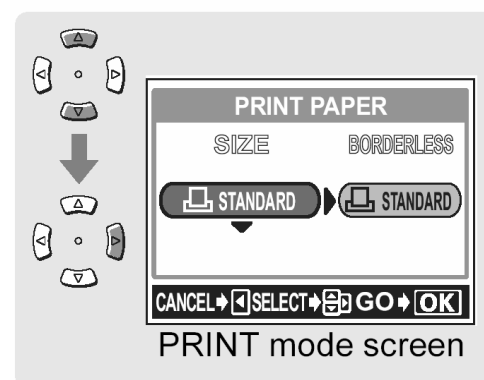 PRINT PAPER
SIZE BORDERLESS
STANDARD STANDARD
CANCEL SELECT GO OK
PRINT mode screen